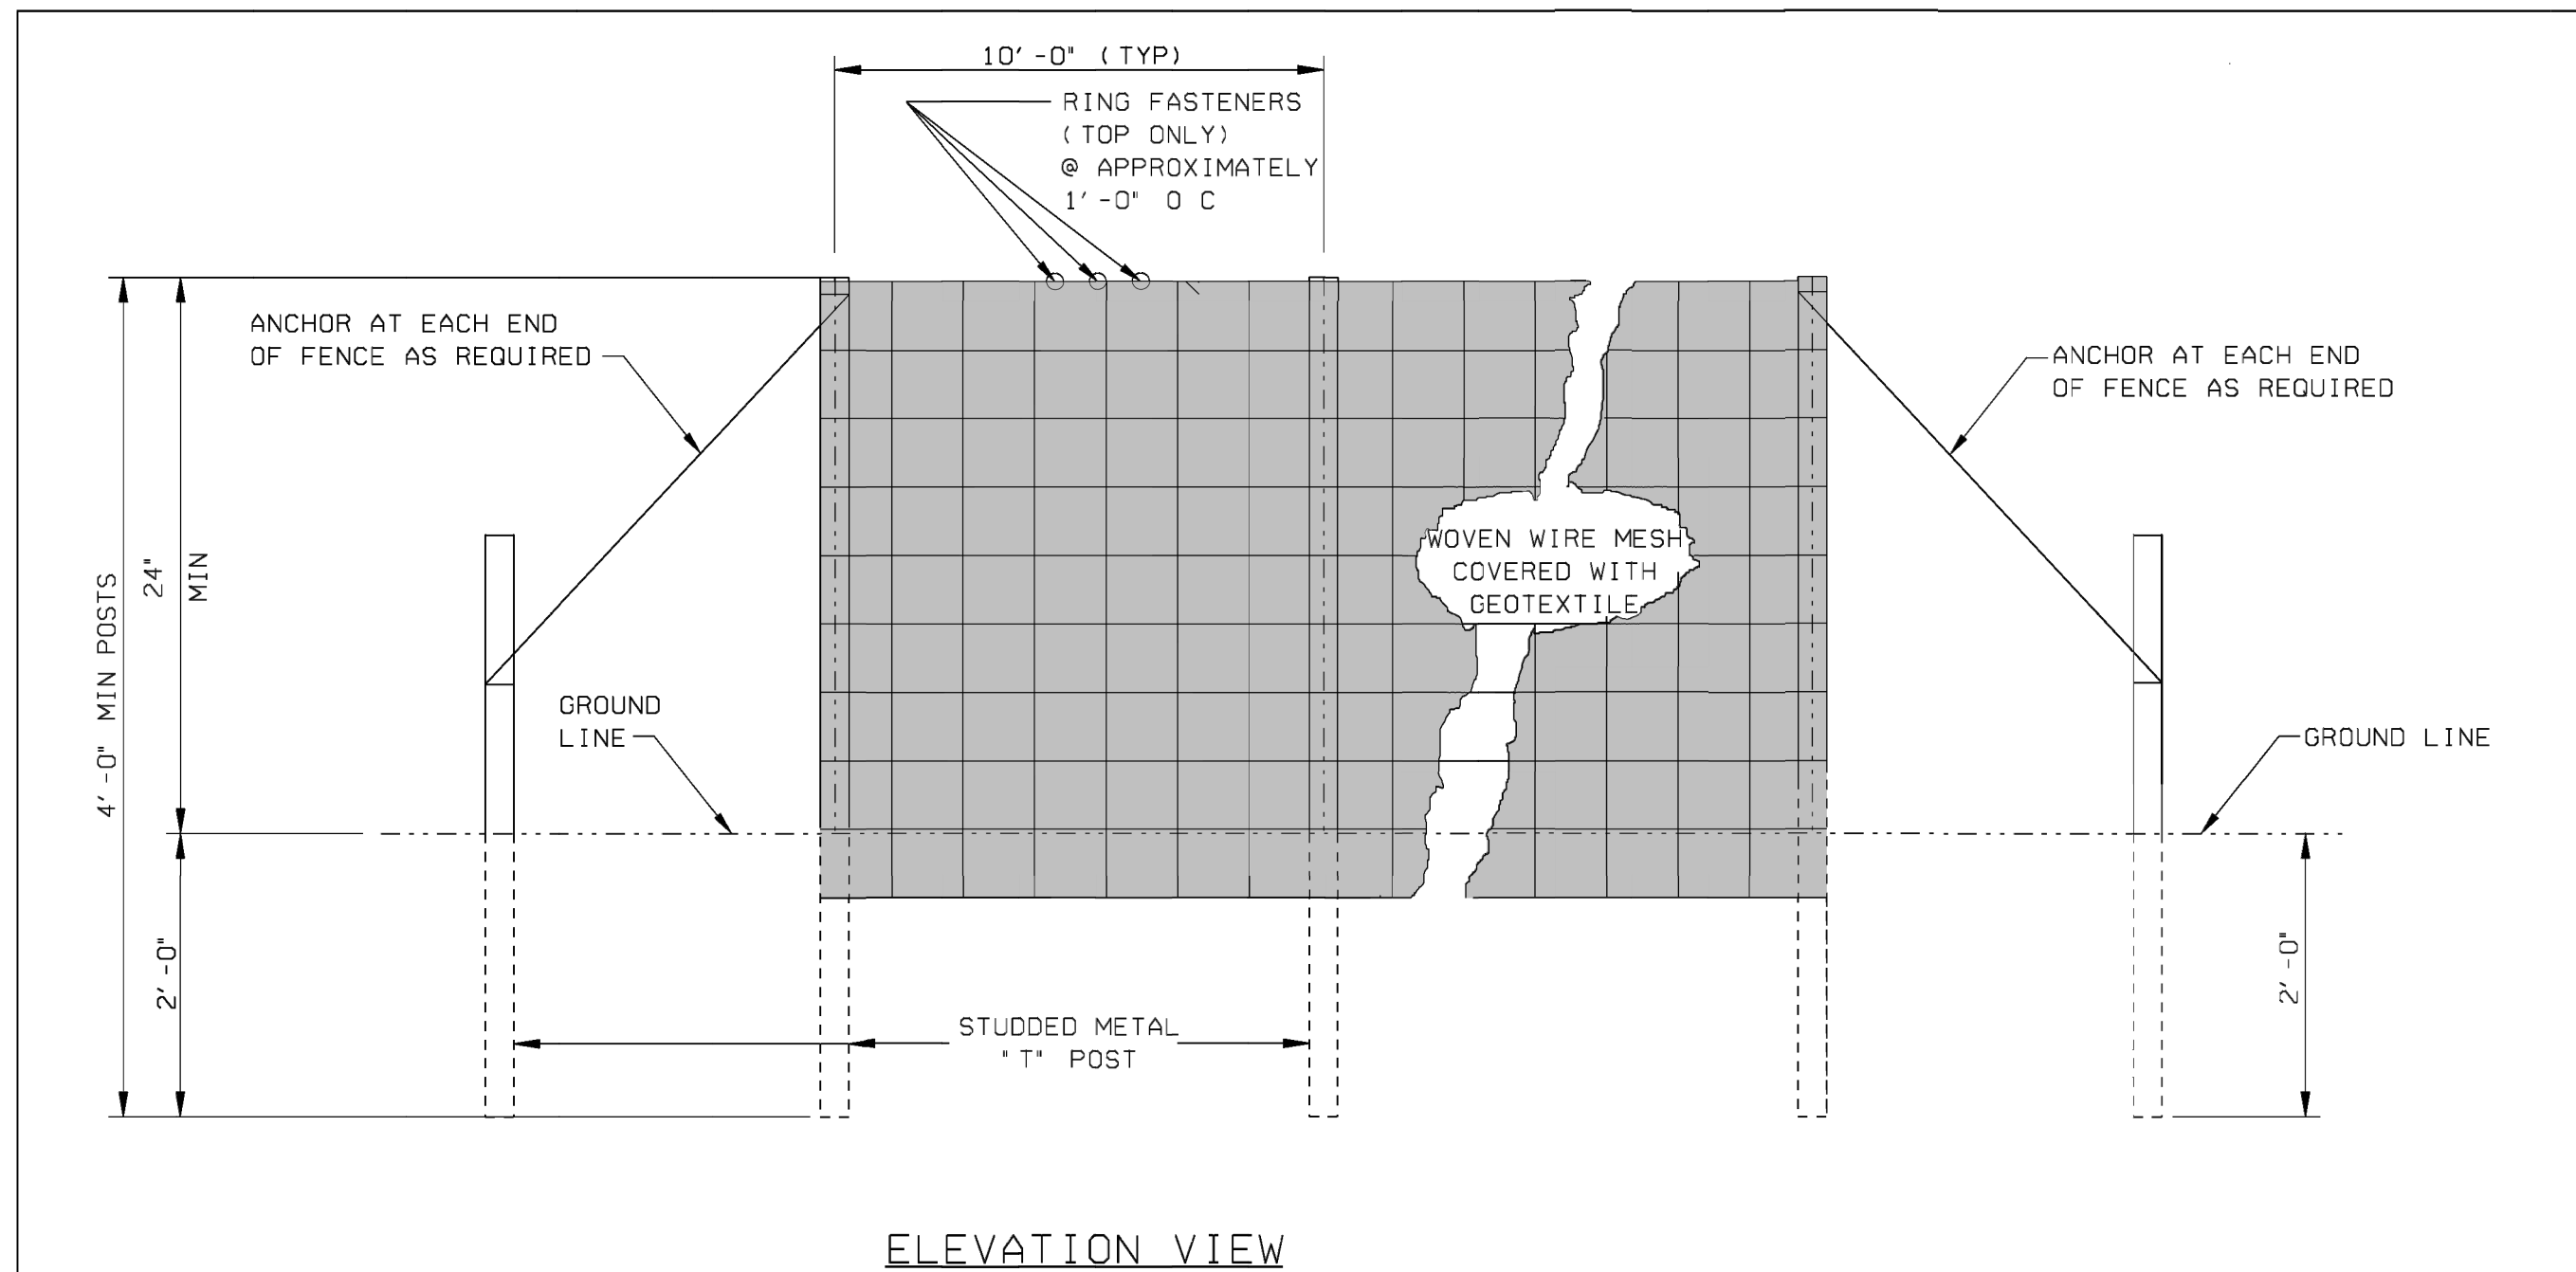 10'-0" (TYP)
RING FASTENERS
(TOP ONLY)
@ APPROXIMATELY
1'-0" O C
ANCHOR AT EACH END
OF FENCE AS REQUIRED
ANCHOR AT EACH END
OF FENCE AS REQUIRED
4'-0" MIN POSTS
24"
MIN
WOVEN WIRE MESH
COVERED WITH
GEOTEXTILE
GROUND
LINE
GROUND LINE
2'-0"
2'-0"
STUDDED METAL
"T" POST
ELEVATION VIEW